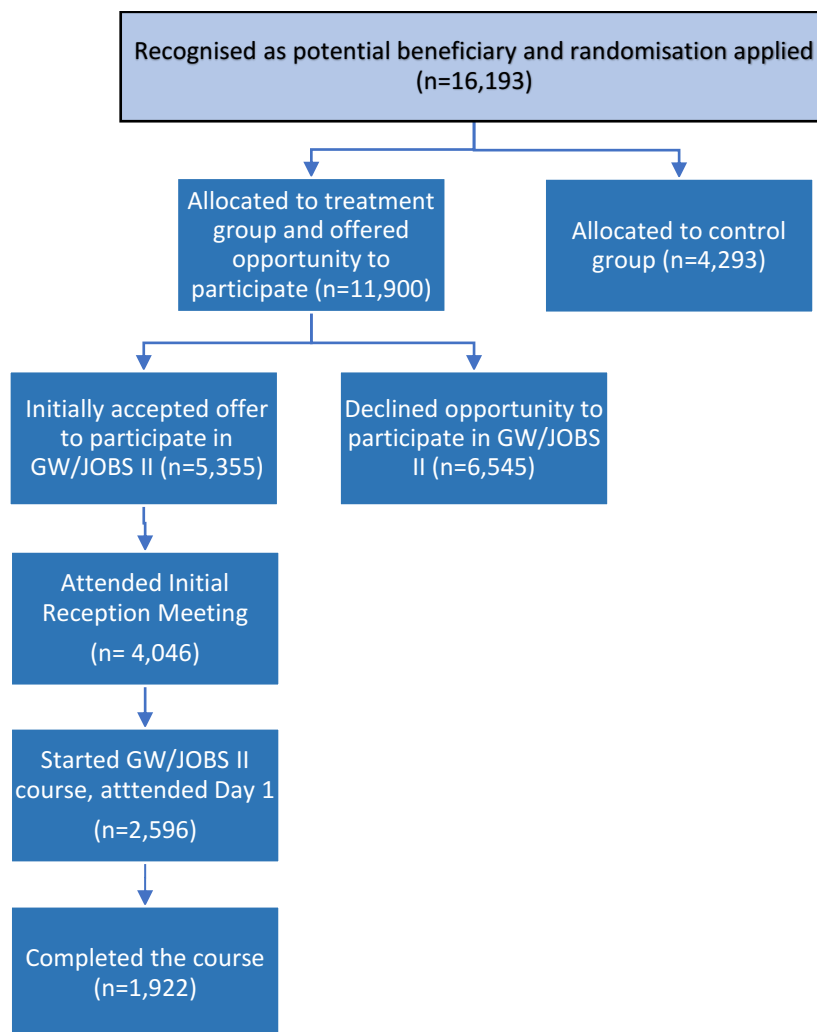 Recognised as potential beneficiary and randomisation applied
(n=16,193)
Allocated to treatment
group and offered
opportunity to
participate (n=11,900)
Allocated to control
group (n=4,293)
Initially accepted offer
to participate in
GW/JOBS II (n=5,355)
Declined opportunity to
participate in GW/JOBS
II (n=6,545)
Attended Initial
Reception Meeting
(n= 4,046)
Started GW/JOBS II
course, atttended Day 1
(n=2,596)
Completed the course
(n=1,922)